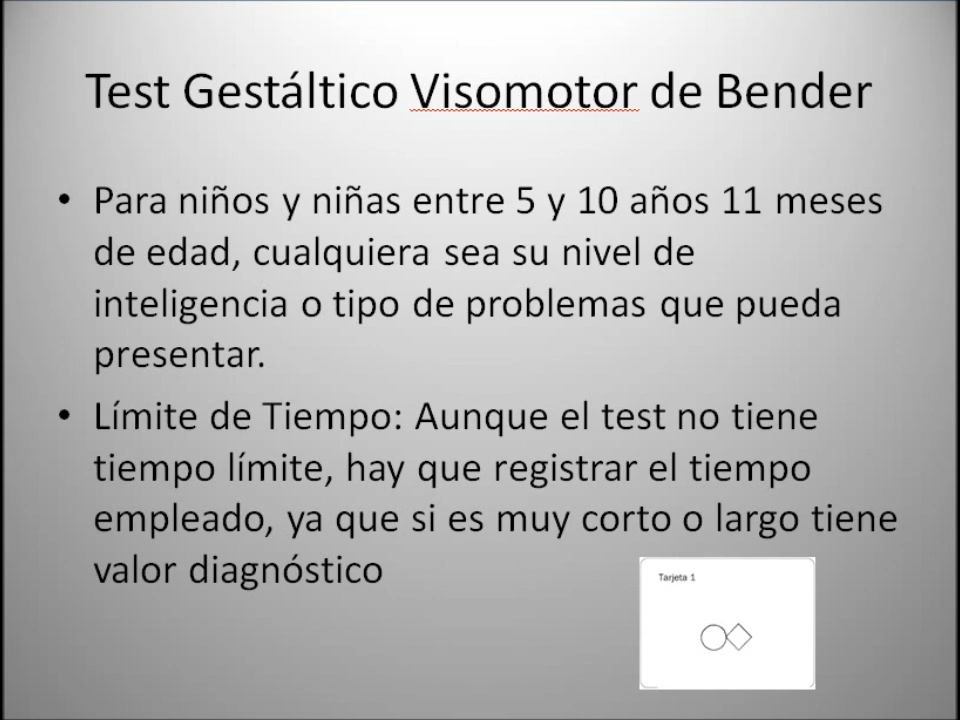 Test Gestáltico Visomotor de Bender
• Para niños y niñas entre 5 y 10 años 11 meses
de edad, cualquiera sea su nivel de
inteligencia o tipo de problemas que pueda
presentar.
• Límite de Tiempo: Aunque el test no tiene
tiempo límite, hay que registrar el tiempo
empleado, ya que si es muy corto o largo tiene
valor diagnóstico
Tarjeta 1